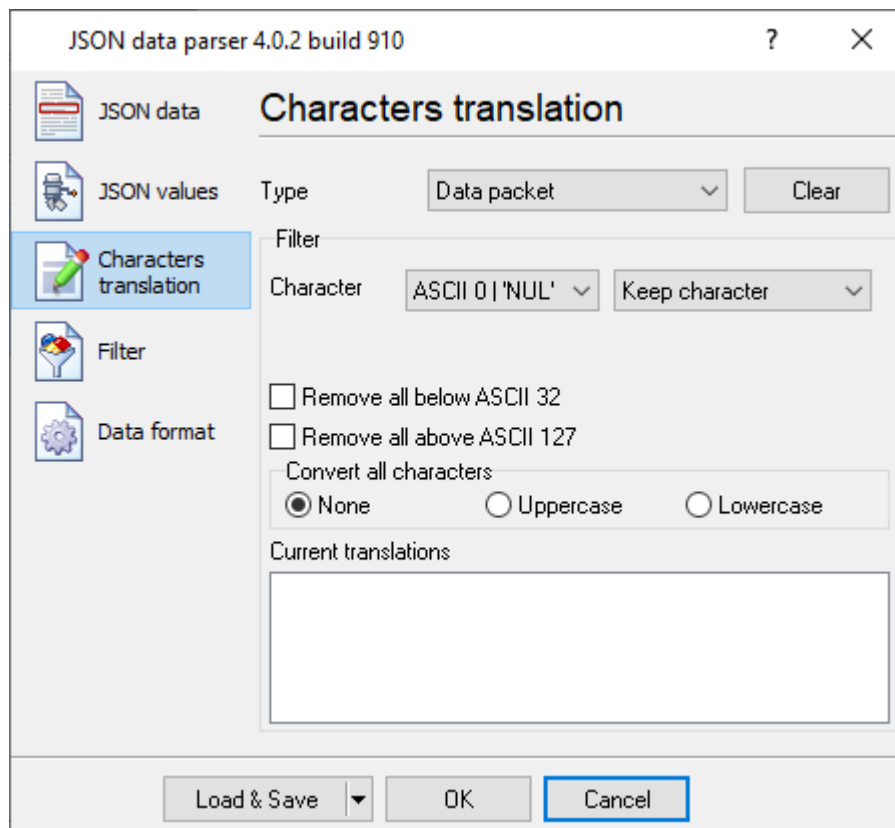 JSON data parser 4.0.2 build 910
?
JSON data
JSON values
Characters
translation
Filter
Data format
Characters translation
Type
Data packet
Clear
Filter
Character
ASCII 0 | 'NUL'
Keep character
Remove all below ASCII 32
Remove all above ASCII 127
Convert all characters
None
Uppercase
Lowercase
Current translations
Load & Save
OK
Cancel